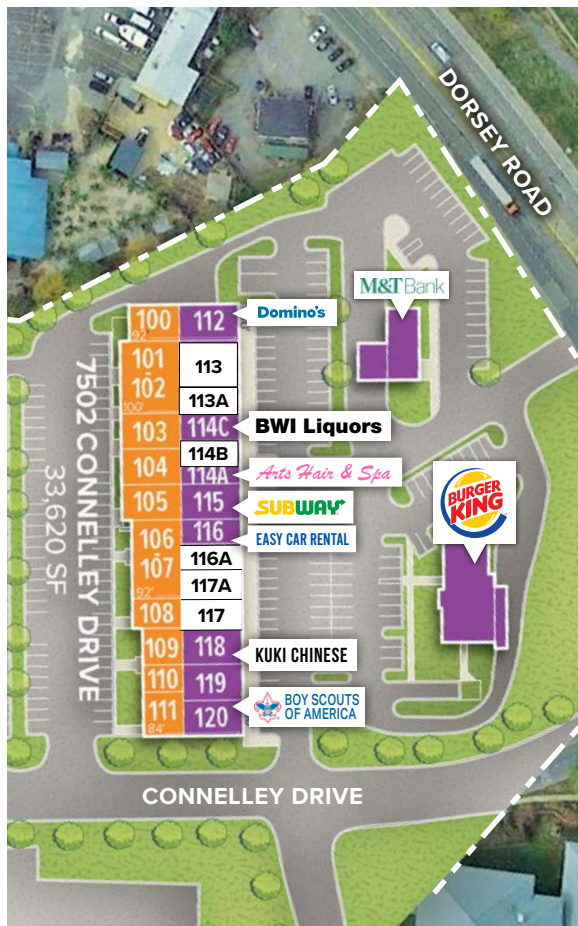 DORSEY ROAD
M&T Bank
100
92'
112
Domino's
101
-
102
100'
113
113A
103
114C
BWI Liquors
104
114B
114A
Arts Hair & Spa
105
115
SUBWAY
BURGER
KING
106
-
107
92'
116
EASY CAR RENTAL
116A
117A
108
117
109
118
KUKI CHINESE
110
119
111
84'
120
BOY SCOUTS
OF AMERICA
7502 CONNELLEY DRIVE
33,620 SF
CONNELLEY DRIVE